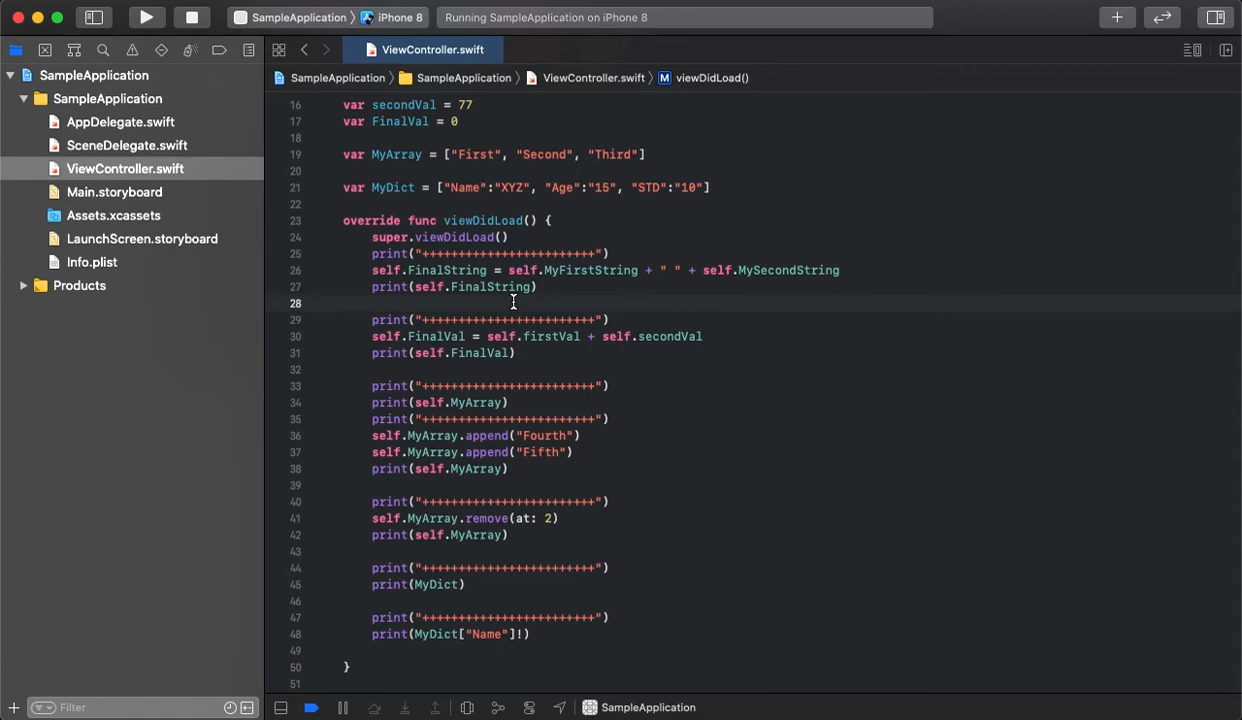 SampleApplication 〉 iPhone 8
Running SampleApplication on iPhone 8
ViewController.swift
SampleApplication
SampleApplication
AppDelegate.swift
SceneDelegate.swift
ViewController.swift
Main.storyboard
Assets.xcassets
LaunchScreen.storyboard
Info.plist
Products
Filter
SampleApplication 〉 SampleApplication 〉 ViewController.swift 〉 M viewDidLoad()
16 var secondVal = 77
17 var FinalVal = 0
18
19 var MyArray = ["First", "Second", "Third"]
20
21 var MyDict = ["Name":"XYZ", "Age":"15", "STD":"10"]
22
23 override func viewDidLoad() {
24 super.viewDidLoad()
25 print("++++++++++++++++++++++++")
26 self.FinalString = self.MyFirstString + " " + self.MySecondString
27 print(self.FinalString)
28
29 print("++++++++++++++++++++++++")
30 self.FinalVal = self.firstVal + self.secondVal
31 print(self.FinalVal)
32
33 print("++++++++++++++++++++++++")
34 print(self.MyArray)
35 print("++++++++++++++++++++++++")
36 self.MyArray.append("Fourth")
37 self.MyArray.append("Fifth")
38 print(self.MyArray)
39
40 print("++++++++++++++++++++++++")
41 self.MyArray.remove(at: 2)
42 print(self.MyArray)
43
44 print("++++++++++++++++++++++++")
45 print(MyDict)
46
47 print("++++++++++++++++++++++++")
48 print(MyDict["Name"]!)
49
50 }
51
SampleApplication